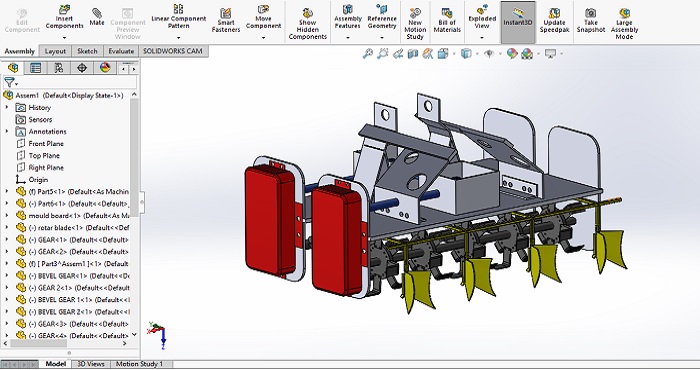 Edit Component
Insert Components
Mate
Component Preview Window
Linear Component Pattern
Smart Fasteners
Move Component
Show Hidden Components
Assembly Features
Reference Geometry
New Motion Study
Bill of Materials
Exploded View
Instant3D
Update Speedpak
Take Snapshot
Large Assembly Mode
Assembly Layout Sketch Evaluate SOLIDWORKS CAM
Assem1 (Default<Display State-1>)
History
Sensors
Annotations
Front Plane
Top Plane
Right Plane
Origin
(f) Part5<1> (Default<As Machin
(-) Part6<1> (Default<Default>_
mould board<1> (Default<As Ma
(-) rotar blade<1> (Default<<Def
(-) GEAR<1> (Default<<Default>
(-) GEAR<2> (Default<<Default>
(f) [ Part3^Assem1 ]<1> (Default
(-) BEVEL GEAR<1> (Default<<De
(-) GEAR 2<1> (Default<<Default
(-) BEVEL GEAR 1<1> (Default<<D
(-) BEVEL GEAR 2<1> (Default<<D
(-) GEAR<3> (Default<<Default>
(-) GEAR<4> (Default<<Default>
Model 3D Views Motion Study 1